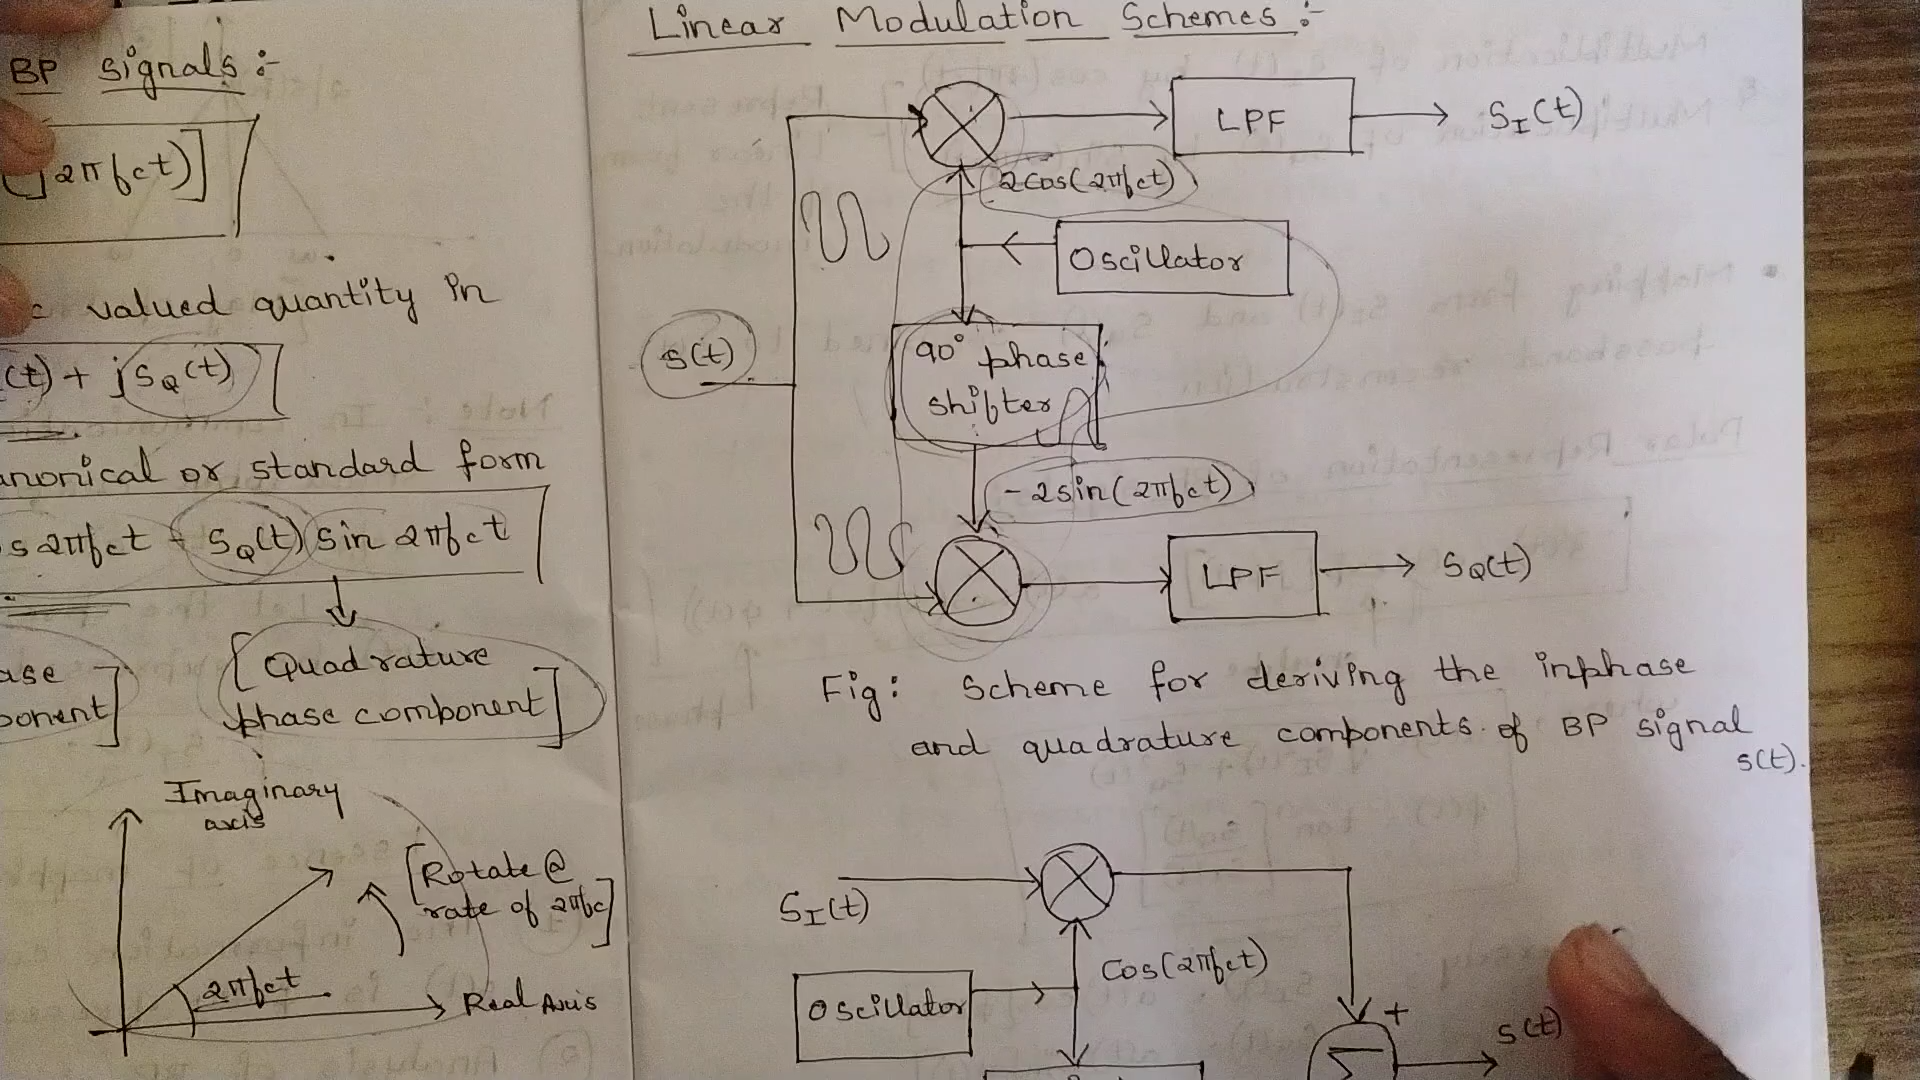 BP signals :-
2πfct)]
valued quantity in
(t) + jSQ(t)
anonical or standard form
s 2πfct - SQ(t) sin 2πfct
[Quadrature
phase component]
ase
ponent]
Imaginary
axis
[Rotate @
rate of 2πfc]
2πfct
Real Axis
Linear Modulation Schemes :-
LPF
SI(t)
2cos(2πfct)
Oscillator
s(t)
90° phase
shifter
-2sin(2πfct)
LPF
SQ(t)
Fig: Scheme for deriving the inphase
and quadrature components of BP signal
s(t).
SI(t)
Cos(2πfct)
Oscillator
+
Σ
s(t)